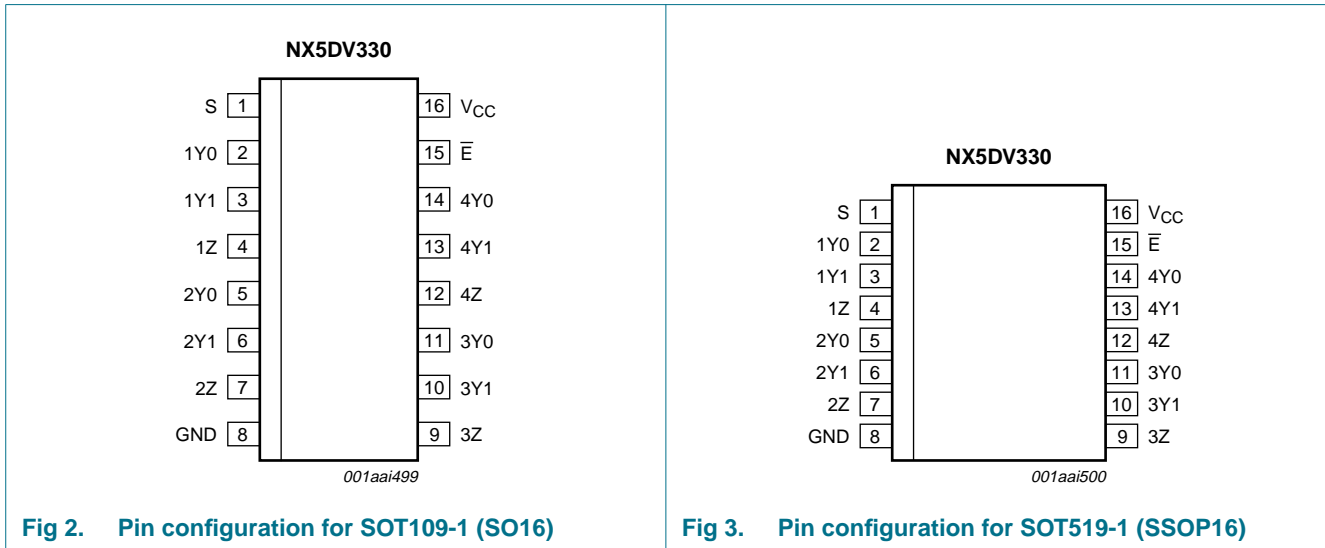 NX5DV330
S 1 16 VCC
1Y0 2 15 E̅
1Y1 3 14 4Y0
1Z 4 13 4Y1
2Y0 5 12 4Z
2Y1 6 11 3Y0
2Z 7 10 3Y1
GND 8 9 3Z
001aai499
Fig 2. Pin configuration for SOT109-1 (SO16)
NX5DV330
S 1 16 VCC
1Y0 2 15 E̅
1Y1 3 14 4Y0
1Z 4 13 4Y1
2Y0 5 12 4Z
2Y1 6 11 3Y0
2Z 7 10 3Y1
GND 8 9 3Z
001aai500
Fig 3. Pin configuration for SOT519-1 (SSOP16)